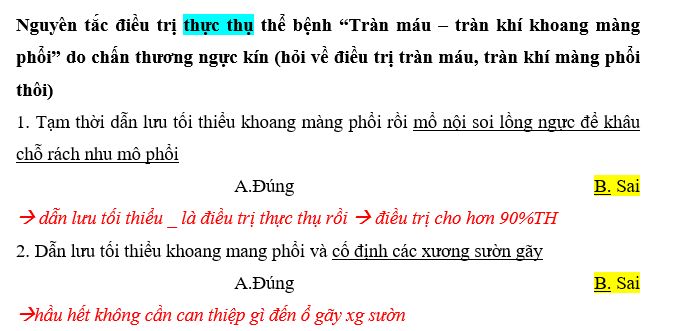 Nguyên tắc điều trị thực thụ thể bệnh “Tràn máu – tràn khí khoang màng
phổi” do chấn thương ngực kín (hỏi về điều trị tràn máu, tràn khí màng phổi
thôi)
1. Tạm thời dẫn lưu tối thiểu khoang màng phổi rồi mổ nội soi lồng ngực để khâu
chỗ rách nhu mô phổi
A.Đúng B. Sai
→ dẫn lưu tối thiểu _ là điều trị thực thụ rồi → điều trị cho hơn 90%TH
2. Dẫn lưu tối thiểu khoang mang phổi và cố định các xương sườn gãy
A.Đúng B. Sai
→hầu hết không cần can thiệp gì đến ổ gãy xg sườn